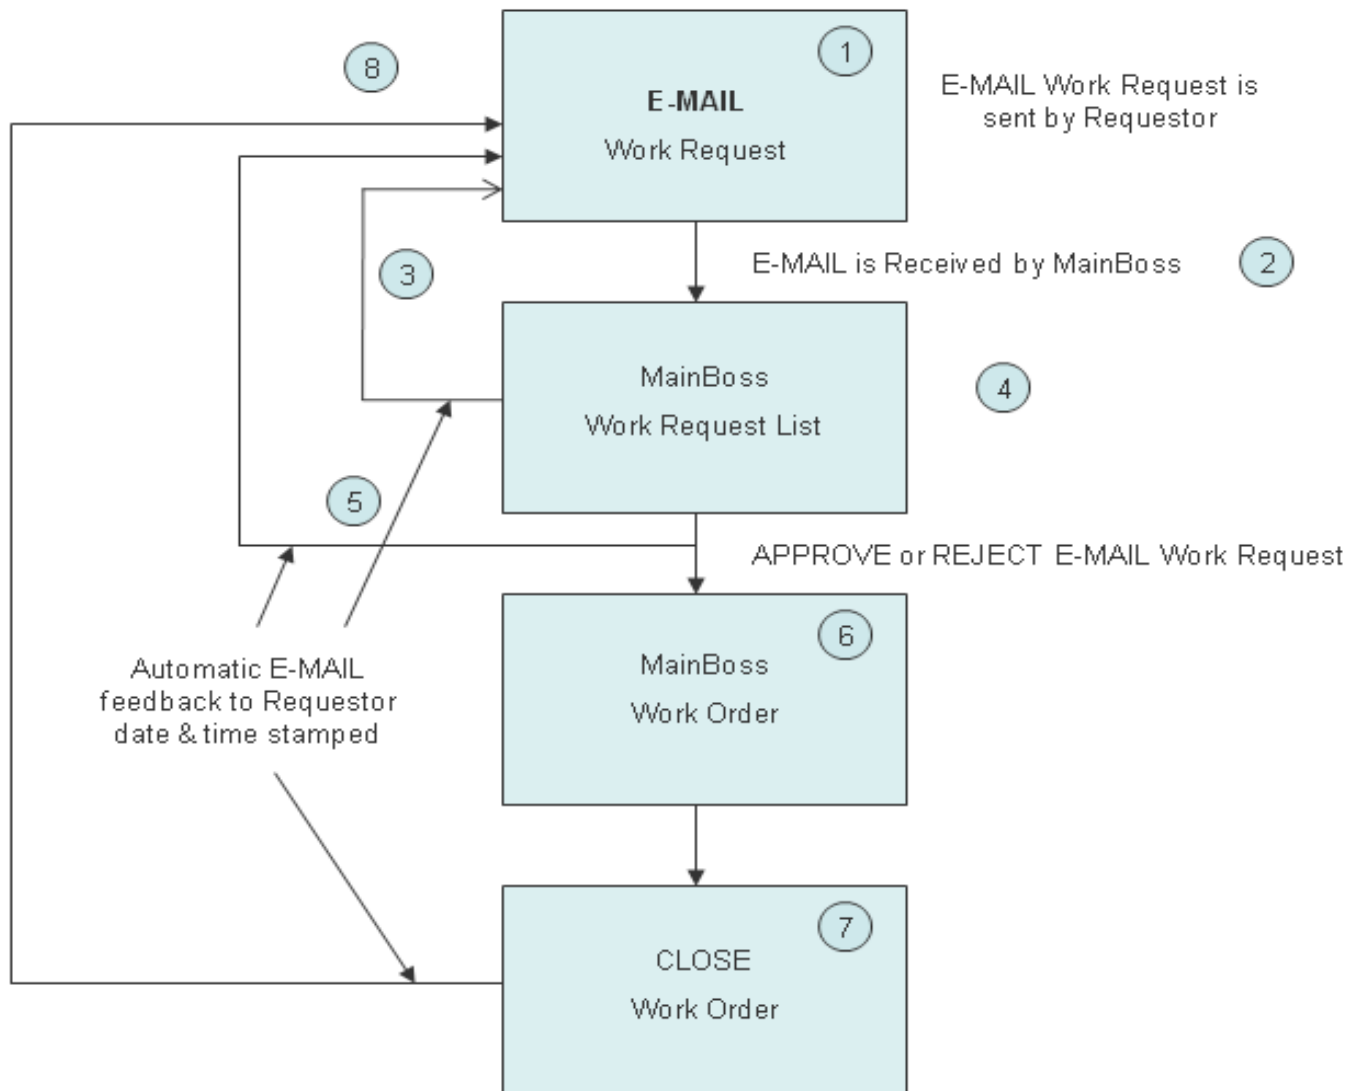 1
8
E-MAIL
Work Request
E-MAIL Work Request is
sent by Requestor
3
E-MAIL is Received by MainBoss
2
MainBoss
Work Request List
4
5
APPROVE or REJECT E-MAIL Work Request
6
MainBoss
Work Order
Automatic E-MAIL
feedback to Requestor
date & time stamped
7
CLOSE
Work Order